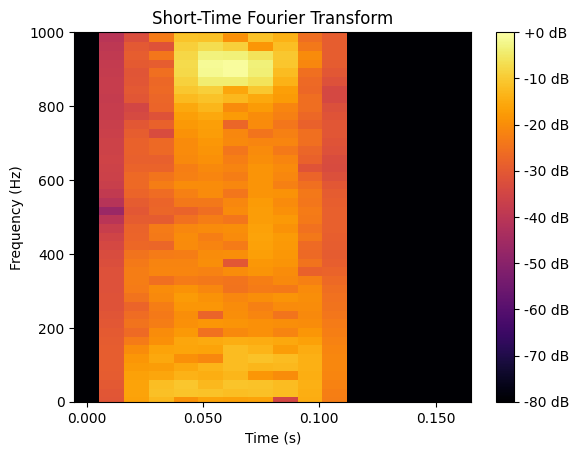 Short-Time Fourier Transform
1000
800
600
400
200
0
Frequency (Hz)
0.000
0.050
0.100
0.150
Time (s)
+0 dB
-10 dB
-20 dB
-30 dB
-40 dB
-50 dB
-60 dB
-70 dB
-80 dB